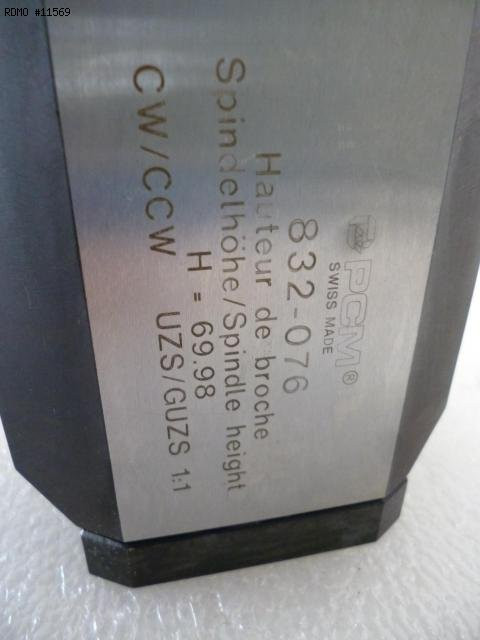 RDMO #11569
PCM®
SWISS MADE
832-076
Hauteur de broche
Spindelhöhe/Spindle height
H = 69.98
CW/CCW UZS/GUZS 1:1